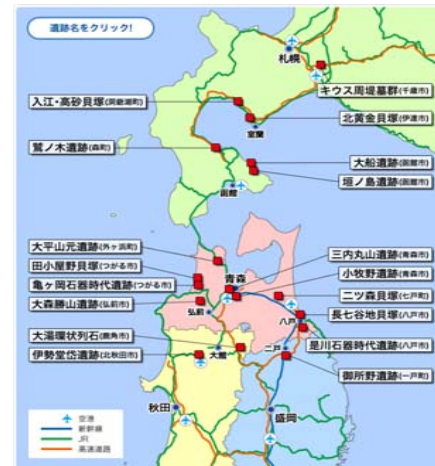 遺跡名をクリック!
札幌
キウス周堤墓群(千歳市)
入江・高砂貝塚(洞爺湖町)
北黄金貝塚(伊達市)
室蘭
鷲ノ木遺跡(森町)
大船遺跡(函館市)
垣ノ島遺跡(函館市)
函館
大平山元遺跡(外ヶ浜町)
三内丸山遺跡(青森市)
田小屋野貝塚(つがる市)
青森
小牧野遺跡(青森市)
亀ヶ岡石器時代遺跡(つがる市)
二ツ森貝塚(七戸町)
大森勝山遺跡(弘前市)
弘前
八戸
長七谷地貝塚(八戸市)
大湯環状列石(鹿角市)
是川石器時代遺跡(八戸市)
伊勢堂岱遺跡(北秋田市)
大館
二戸
御所野遺跡(一戸町)
秋田
盛岡
空港
新幹線
JR
高速道路